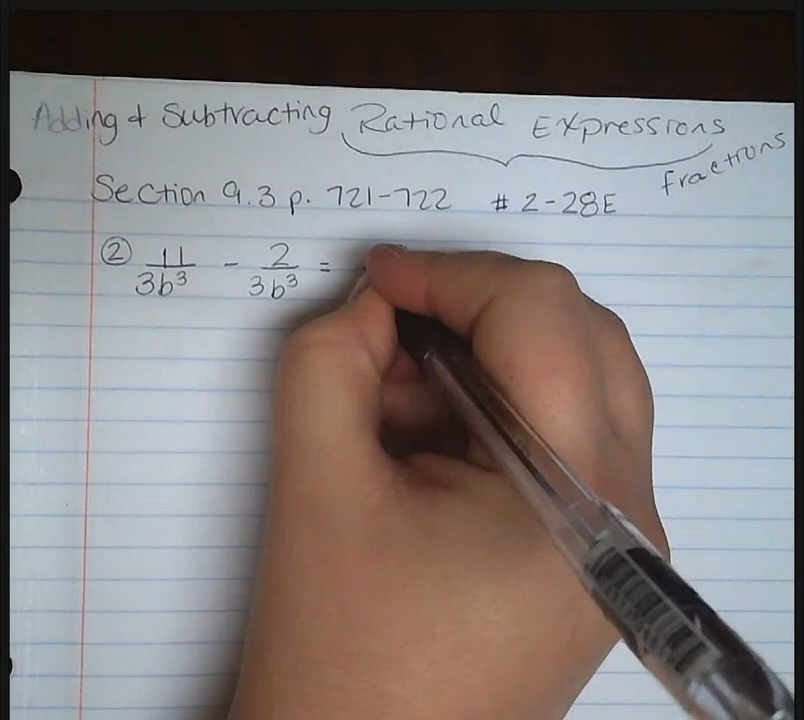 Adding & Subtracting Rational Expressions
fractions
Section 9.3 p. 721-722 # 2-28E
② 11/3b³ - 2/3b³ =